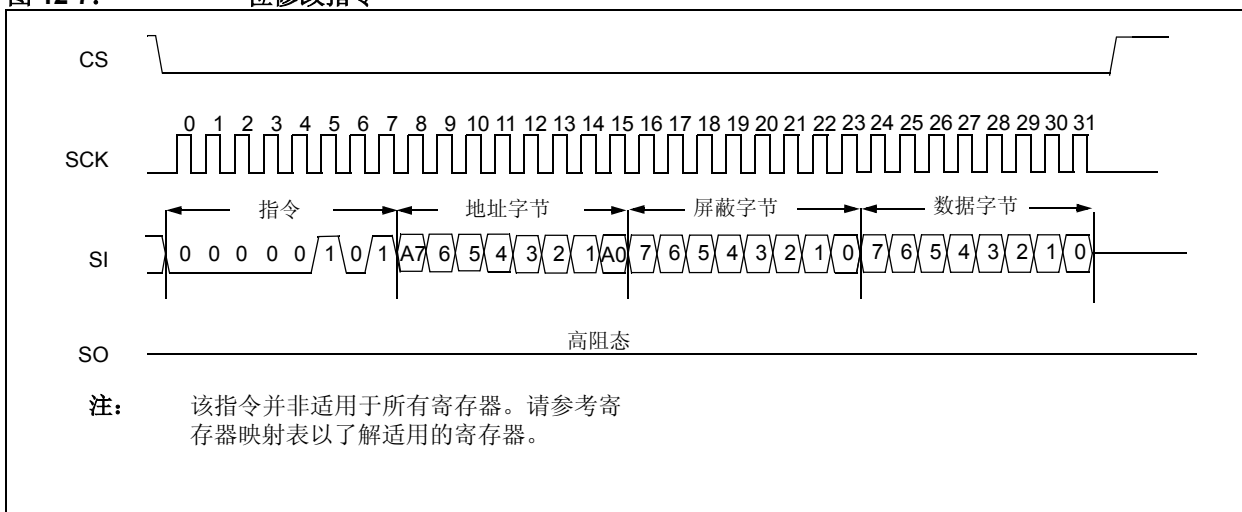 CS
0 1 2 3 4 5 6 7 8 9 10 11 12 13 14 15 16 17 18 19 20 21 22 23 24 25 26 27 28 29 30 31
SCK
指令 地址字节 屏蔽字节 数据字节
SI 0 0 0 0 0 1 0 1 A7 6 5 4 3 2 1 A0 7 6 5 4 3 2 1 0 7 6 5 4 3 2 1 0
高阻态
SO
注： 该指令并非适用于所有寄存器。请参考寄
存器映射表以了解适用的寄存器。